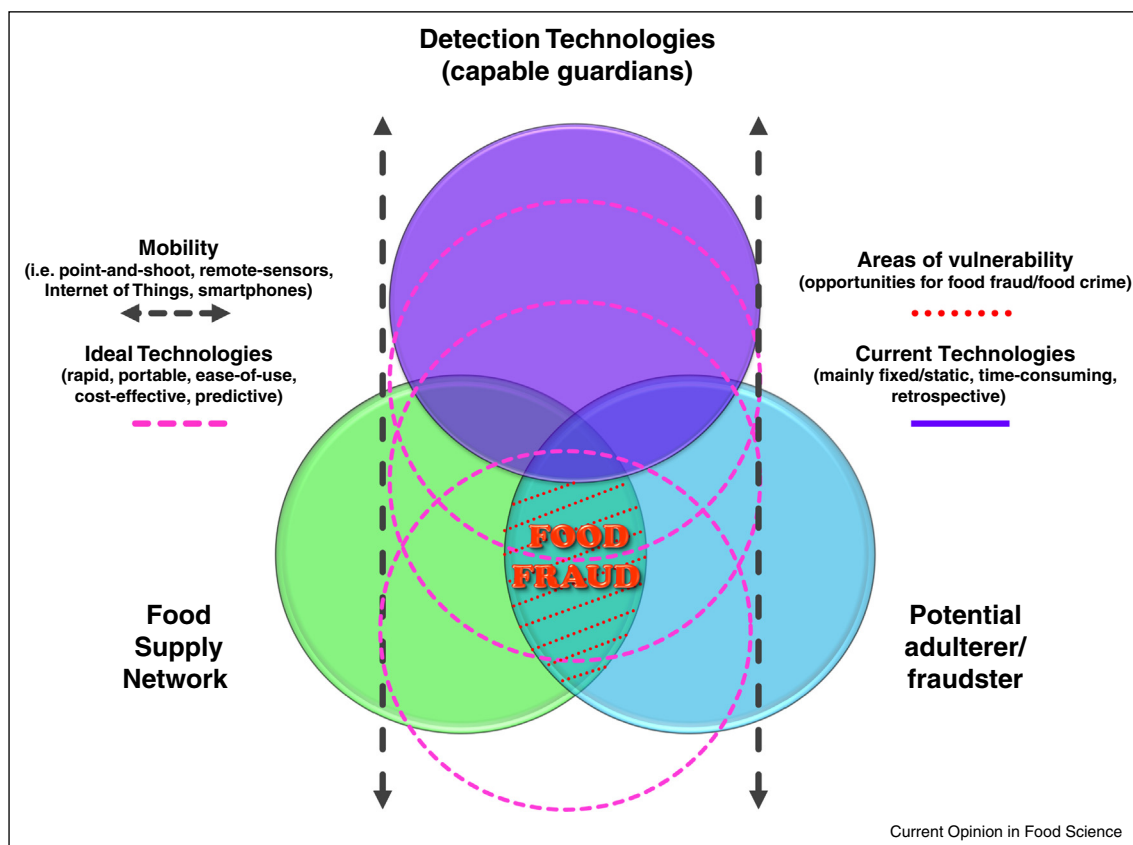 Detection Technologies
(capable guardians)
Mobility
(i.e. point-and-shoot, remote-sensors,
Internet of Things, smartphones)
Ideal Technologies
(rapid, portable, ease-of-use,
cost-effective, predictive)
Areas of vulnerability
(opportunities for food fraud/food crime)
Current Technologies
(mainly fixed/static, time-consuming,
retrospective)
FOOD
FRAUD
Food
Supply
Network
Potential
adulterer/
fraudster
Current Opinion in Food Science